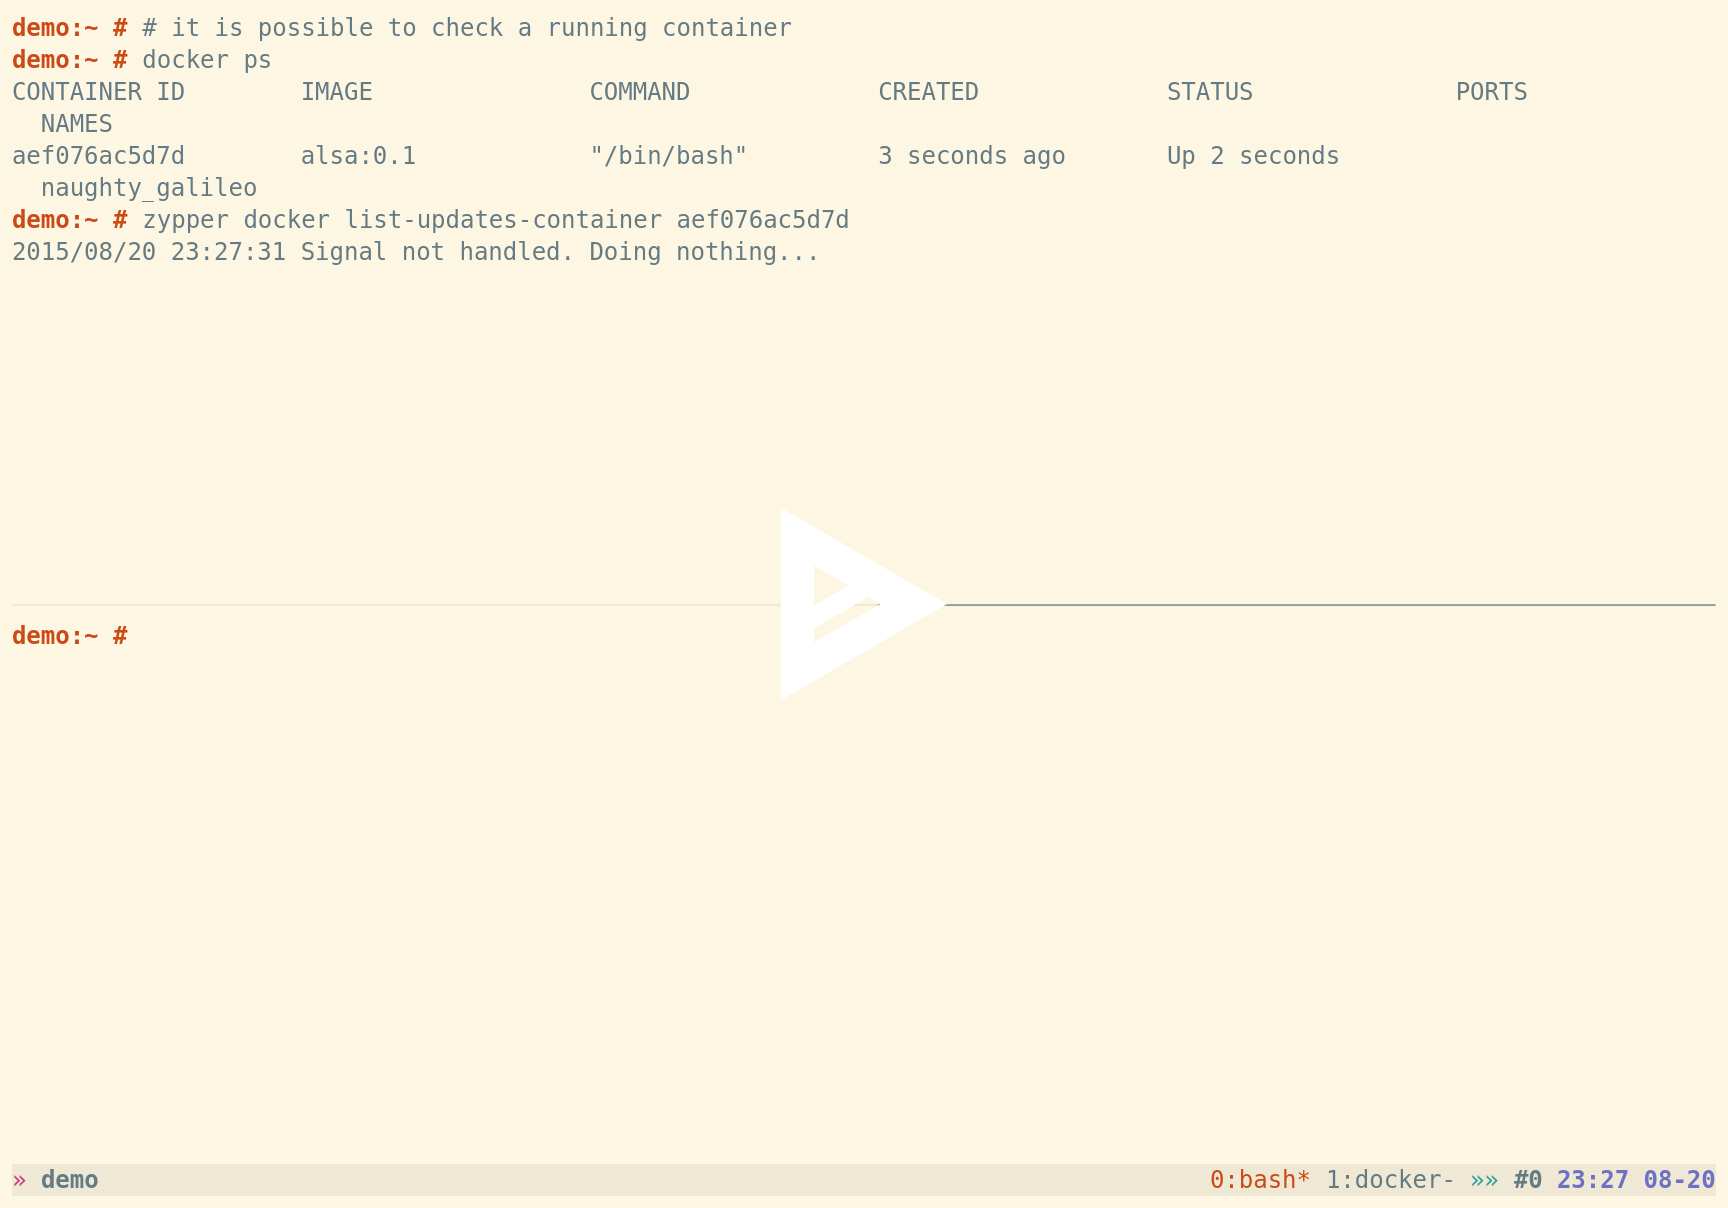 demo:~ # # it is possible to check a running container
demo:~ # docker ps
CONTAINER ID        IMAGE               COMMAND             CREATED             STATUS              PORTS
  NAMES
aef076ac5d7d        alsa:0.1            "/bin/bash"         3 seconds ago       Up 2 seconds
  naughty_galileo
demo:~ # zypper docker list-updates-container aef076ac5d7d
2015/08/20 23:27:31 Signal not handled. Doing nothing...
demo:~ #
» demo 0:bash* 1:docker- »» #0 23:27 08-20